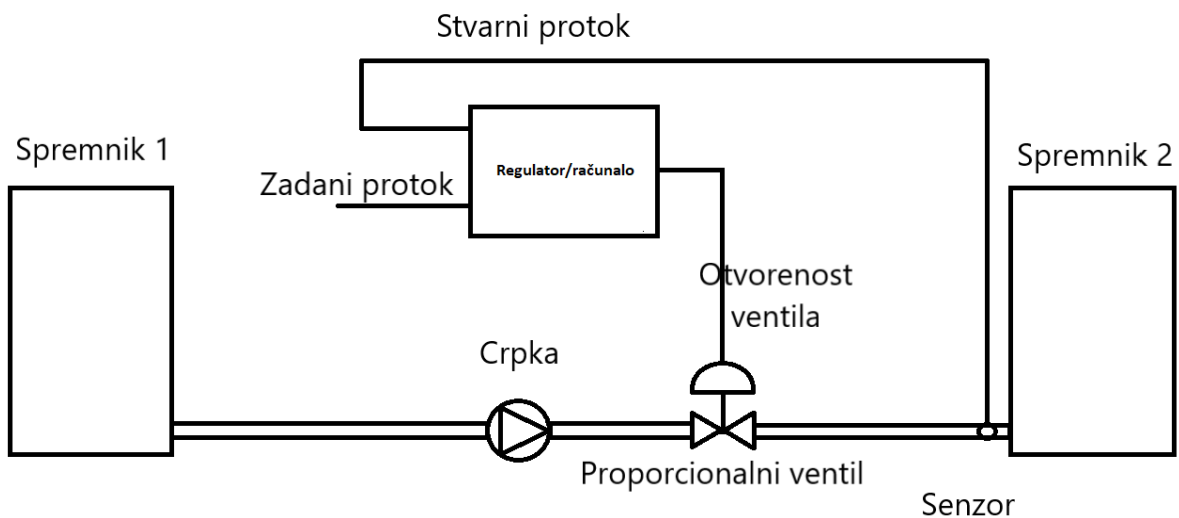 Stvarni protok
Spremnik 1
Spremnik 2
Regulator/računalo
Zadani protok
Otvorenost
ventila
Crpka
Proporcionalni ventil
Senzor